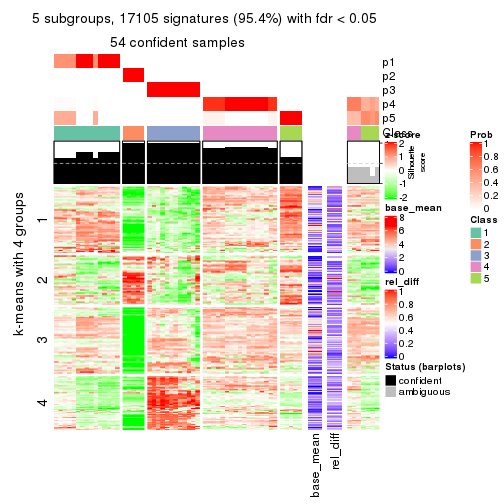 5 subgroups, 17105 signatures (95.4%) with fdr < 0.05
54 confident samples
p1
p2
p3
p4
p5
Class
Silhouette
score
k-means with 4 groups
1
2
3
4
base_mean
rel_diff
z-score
2
1
0
-1
-2
base_mean
8
6
4
2
0
rel_diff
1
0.8
0.6
0.4
0.2
0
Status (barplots)
confident
ambiguous
Prob
1
0.8
0.6
0.4
0.2
0
Class
1
2
3
4
5